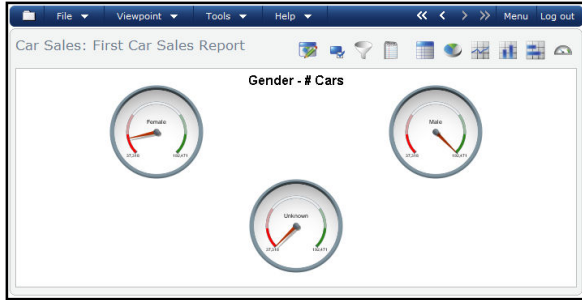 File Viewpoint Tools Help Menu Log out
Car Sales: First Car Sales Report
Gender - # Cars
Female
Male
Unknown